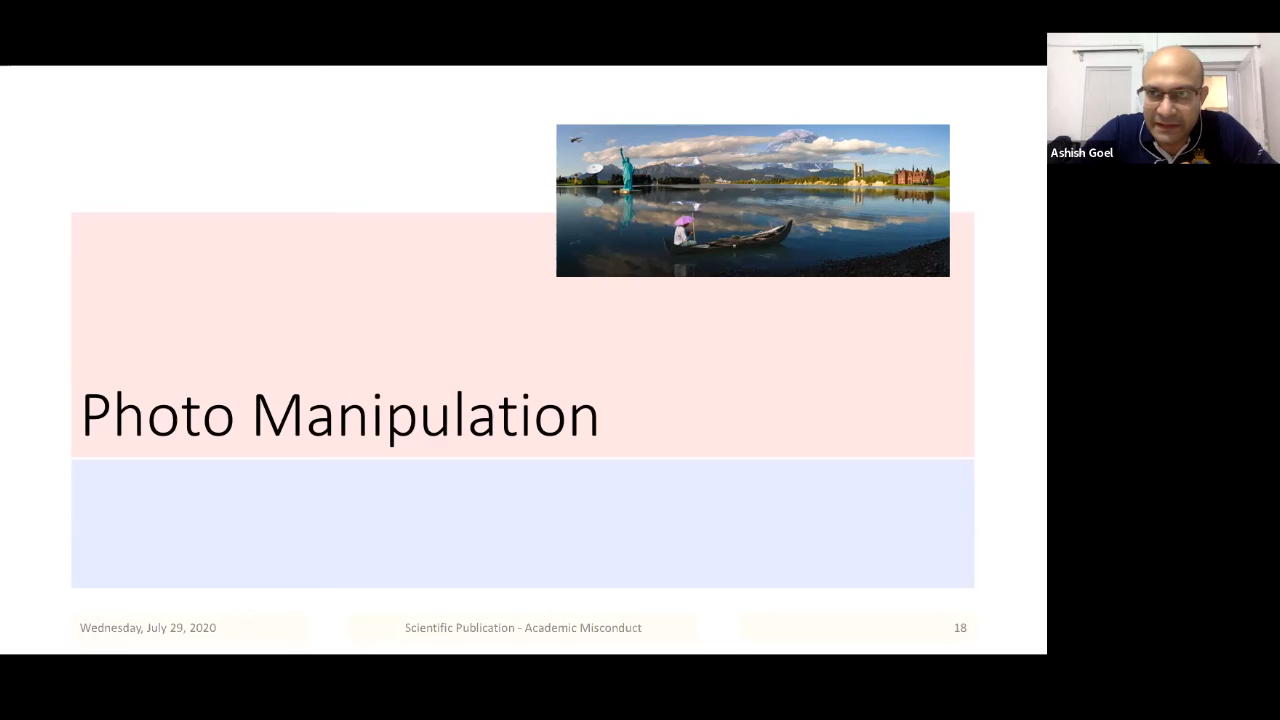 Ashish Goel
Photo Manipulation
Wednesday, July 29, 2020
Scientific Publication - Academic Misconduct
18